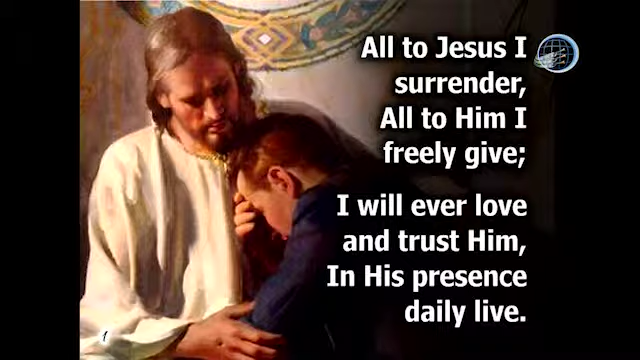 All to Jesus I
surrender,
All to Him I
freely give;
I will ever love
and trust Him,
In His presence
daily live.
1